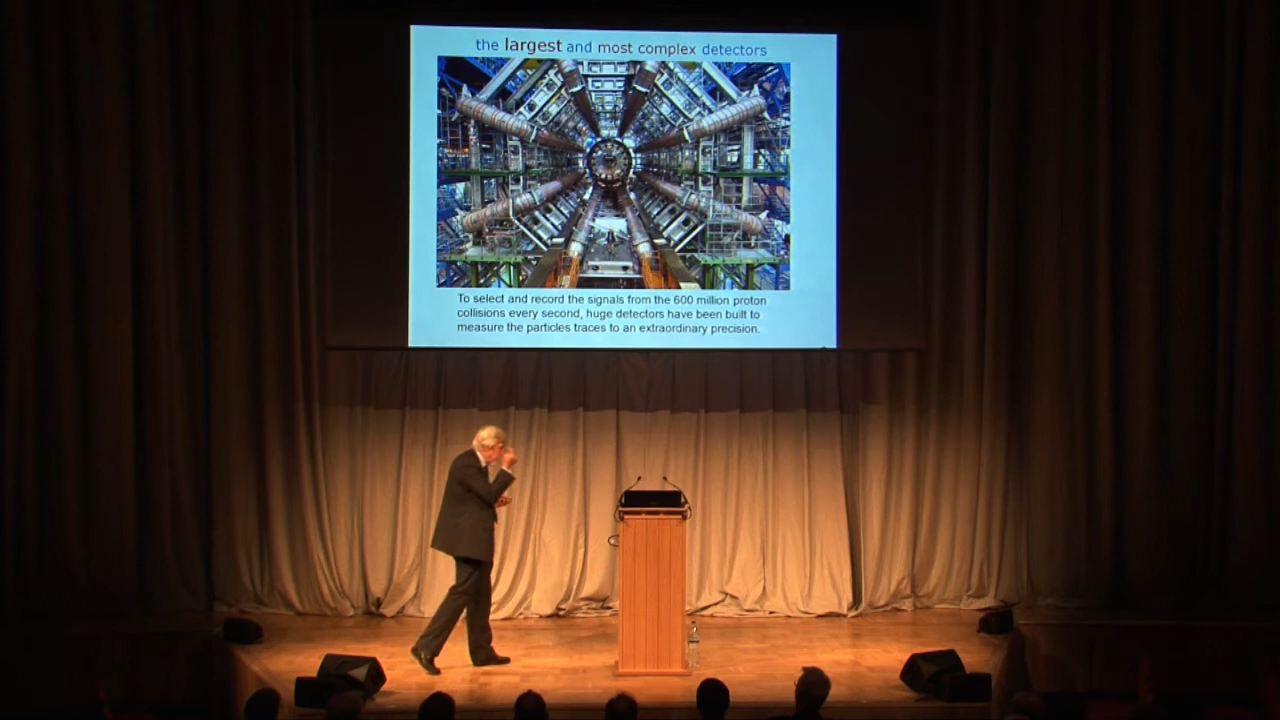 the largest and most complex detectors
To select and record the signals from the 600 million proton
collisions every second, huge detectors have been built to
measure the particles traces to an extraordinary precision.